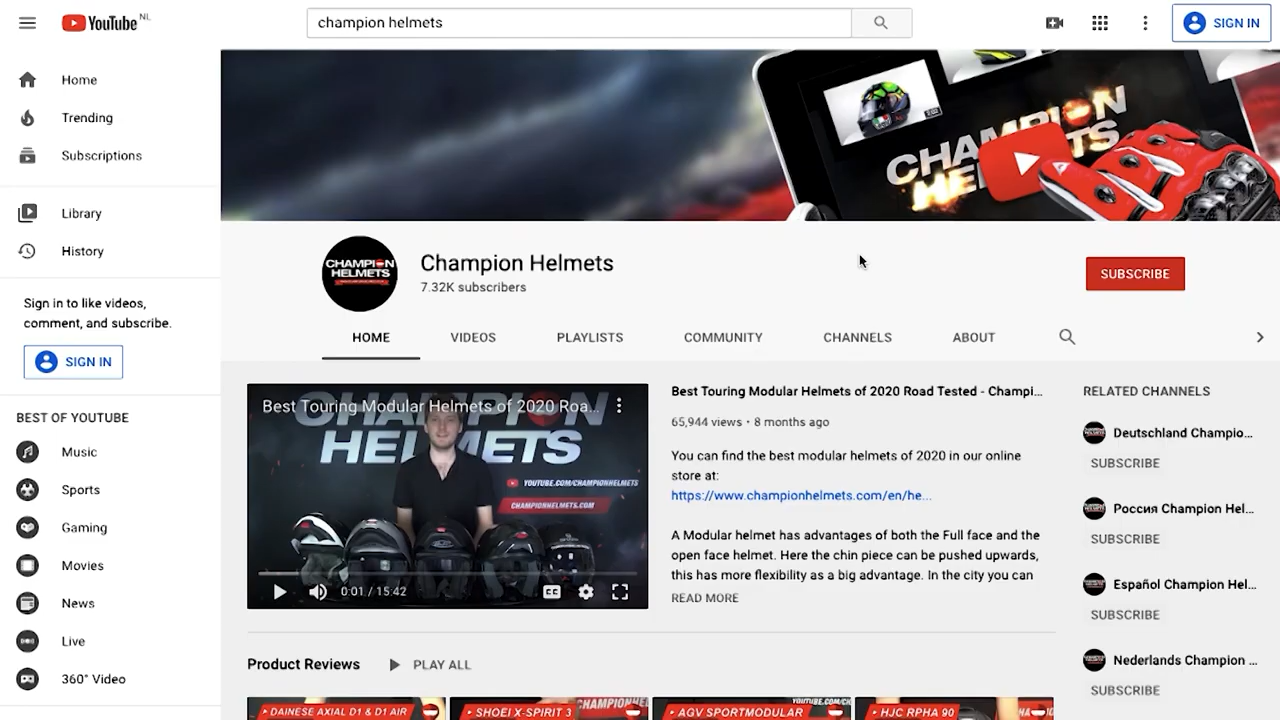 YouTube NL
champion helmets
SIGN IN
Home
Trending
Subscriptions
Library
History
Sign in to like videos,
comment, and subscribe.
SIGN IN
BEST OF YOUTUBE
Music
Sports
Gaming
Movies
News
Live
360° Video
CHAMPION
HELMETS
Champion Helmets
7.32K subscribers
SUBSCRIBE
HOME
VIDEOS
PLAYLISTS
COMMUNITY
CHANNELS
ABOUT
Best Touring Modular Helmets of 2020 Roa...
CHAMPION
HELMETS
YOUTUBE.COM/CHAMPIONHELMETS
CHAMPIONHELMETS.COM
0:01 / 15:42
CC
Best Touring Modular Helmets of 2020 Road Tested - Champi...
65,944 views • 8 months ago
You can find the best modular helmets of 2020 in our online
store at:
https://www.championhelmets.com/en/he...
A Modular helmet has advantages of both the Full face and the
open face helmet. Here the chin piece can be pushed upwards,
this has more flexibility as a big advantage. In the city you can
READ MORE
RELATED CHANNELS
Deutschland Champio...
SUBSCRIBE
Россия Champion Hel...
SUBSCRIBE
Español Champion Hel...
SUBSCRIBE
Nederlands Champion ...
SUBSCRIBE
Product Reviews
PLAY ALL
DAINESE AXIAL D1 & D1 AIR
SHOEI X-SPIRIT 3
AGV SPORTMODULAR
HJC RPHA 90